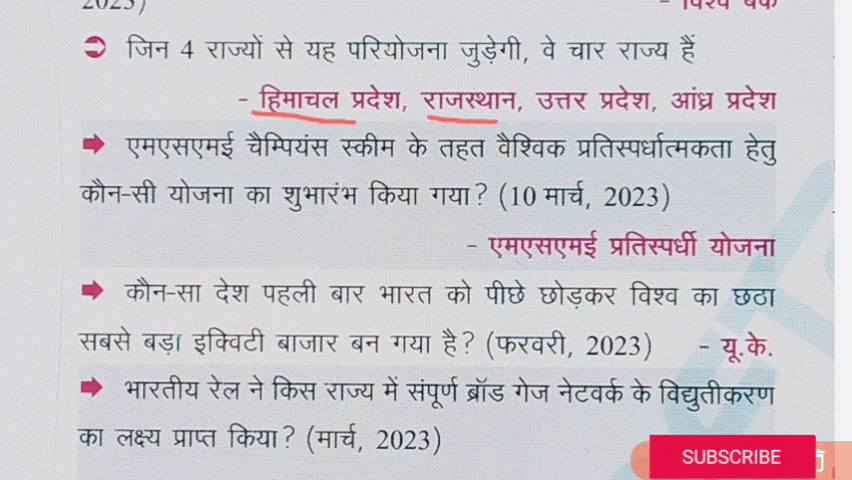 2023) - विश्व बैंक
➲ जिन 4 राज्यों से यह परियोजना जुड़ेगी, वे चार राज्य हैं
- हिमाचल प्रदेश, राजस्थान, उत्तर प्रदेश, आंध्र प्रदेश
➡ एमएसएमई चैम्पियंस स्कीम के तहत वैश्विक प्रतिस्पर्धात्मकता हेतु
कौन-सी योजना का शुभारंभ किया गया? (10 मार्च, 2023)
- एमएसएमई प्रतिस्पर्धी योजना
➡ कौन-सा देश पहली बार भारत को पीछे छोड़कर विश्व का छठा
सबसे बड़ा इक्विटी बाजार बन गया है? (फरवरी, 2023) - यू.के.
➡ भारतीय रेल ने किस राज्य में संपूर्ण ब्रॉड गेज नेटवर्क के विद्युतीकरण
का लक्ष्य प्राप्त किया? (मार्च, 2023)
SUBSCRIBE